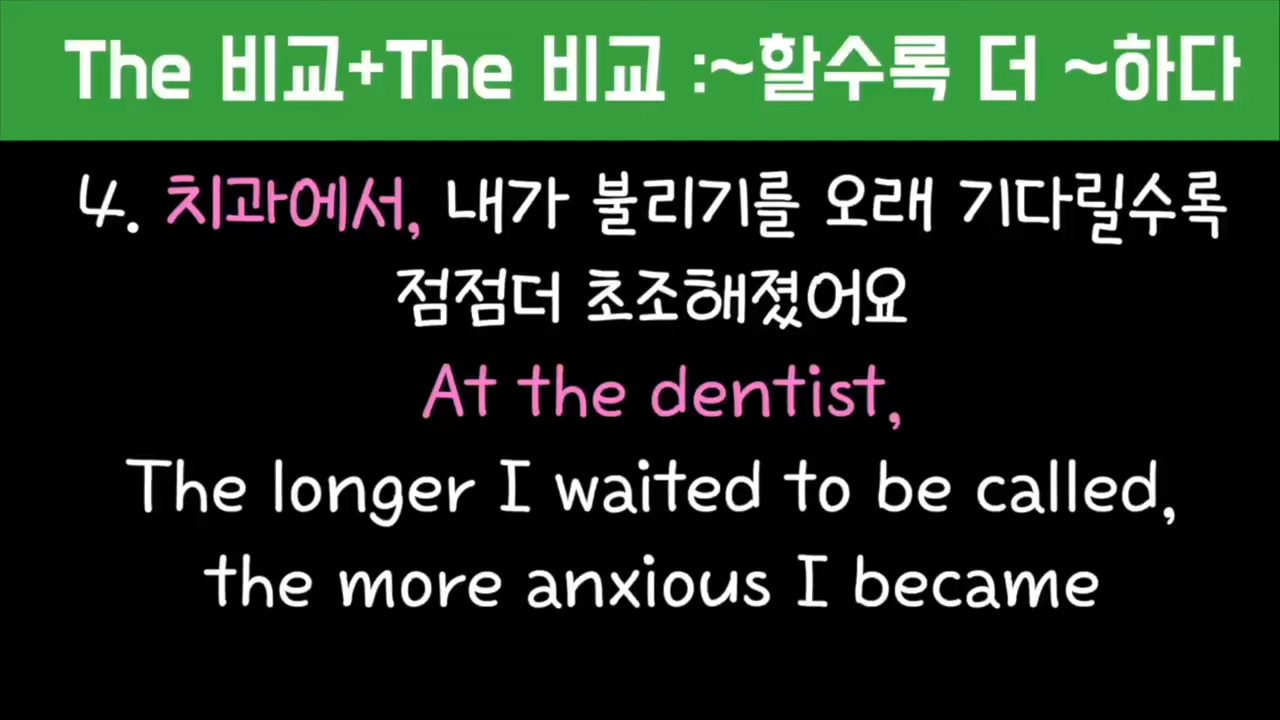 The 비교+The 비교 :~할수록 더 ~하다
4. 치과에서, 내가 불리기를 오래 기다릴수록
점점더 초조해졌어요
At the dentist,
The longer I waited to be called,
the more anxious I became